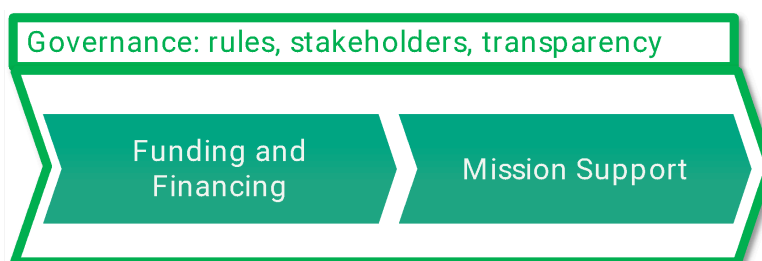 Governance: rules, stakeholders, transparency
Funding and
Financing
Mission Support